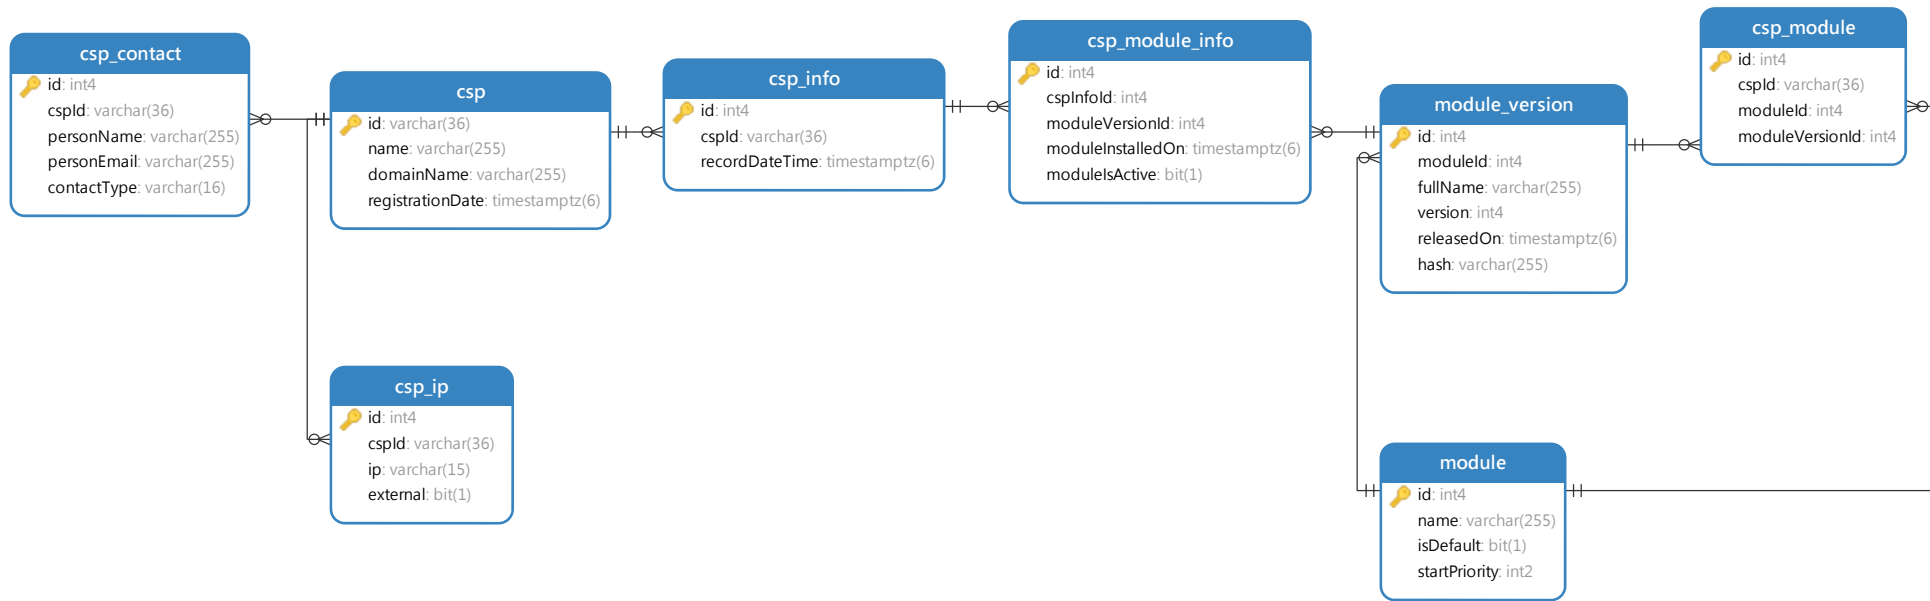 csp_contact
id: int4
cspId: varchar(36)
personName: varchar(255)
personEmail: varchar(255)
contactType: varchar(16)
csp
id: varchar(36)
name: varchar(255)
domainName: varchar(255)
registrationDate: timestamptz(6)
csp_info
id: int4
cspId: varchar(36)
recordDateTime: timestamptz(6)
csp_module_info
id: int4
cspInfoId: int4
moduleVersionId: int4
moduleInstalledOn: timestamptz(6)
moduleIsActive: bit(1)
module_version
id: int4
moduleId: int4
fullName: varchar(255)
version: int4
releasedOn: timestamptz(6)
hash: varchar(255)
csp_module
id: int4
cspId: varchar(36)
moduleId: int4
moduleVersionId: int4
csp_ip
id: int4
cspId: varchar(36)
ip: varchar(15)
external: bit(1)
module
id: int4
name: varchar(255)
isDefault: bit(1)
startPriority: int2